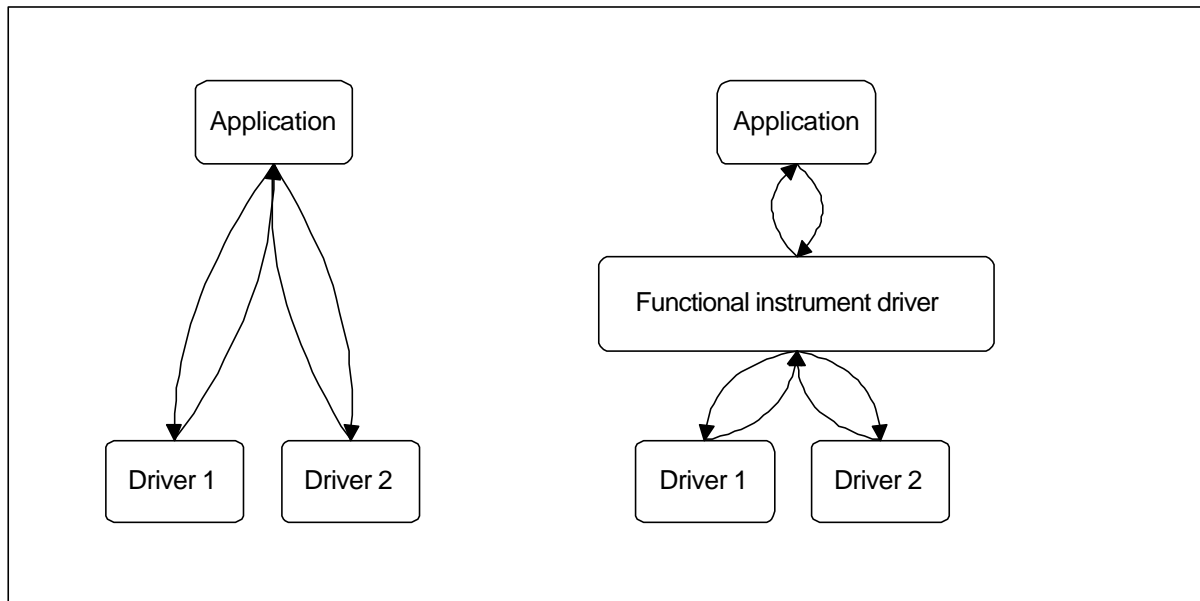 Application
Driver 1
Driver 2
Application
Functional instrument driver
Driver 1
Driver 2